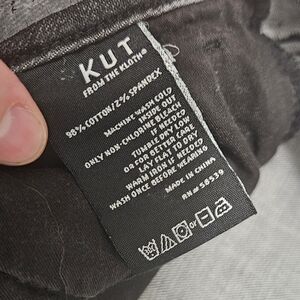 KUT
FROM THE KLOTH®
98% COTTON/2% SPANDEX
MACHINE WASH COLD
INSIDE OUT
ONLY NON-CHLORINE BLEACH
IF NEEDED
TUMBLE DRY LOW
OR FOR BETTER CARE
LAY FLAT TO DRY
WARM IRON IF NEEDED
WASH ONCE BEFORE WEARING
MADE IN CHINA
RN# 58539
or